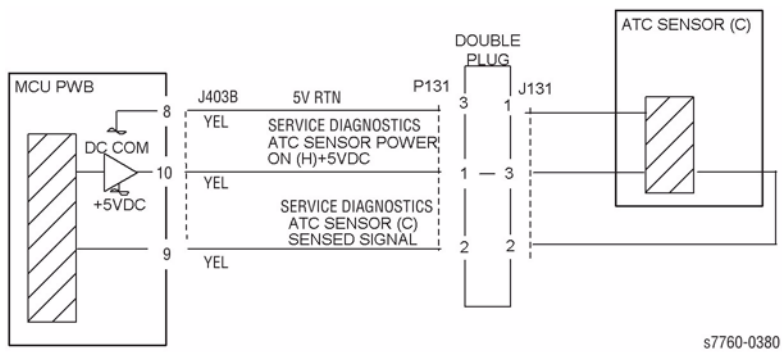 ATC SENSOR (C)
DOUBLE
PLUG
MCU PWB
J403B
5V RTN
P131
J131
8
3
1
YEL
SERVICE DIAGNOSTICS
ATC SENSOR POWER
ON (H)+5VDC
DC COM
10
1 — 3
YEL
+5VDC
SERVICE DIAGNOSTICS
ATC SENSOR (C)
SENSED SIGNAL
9
2
2
YEL
s7760-0380